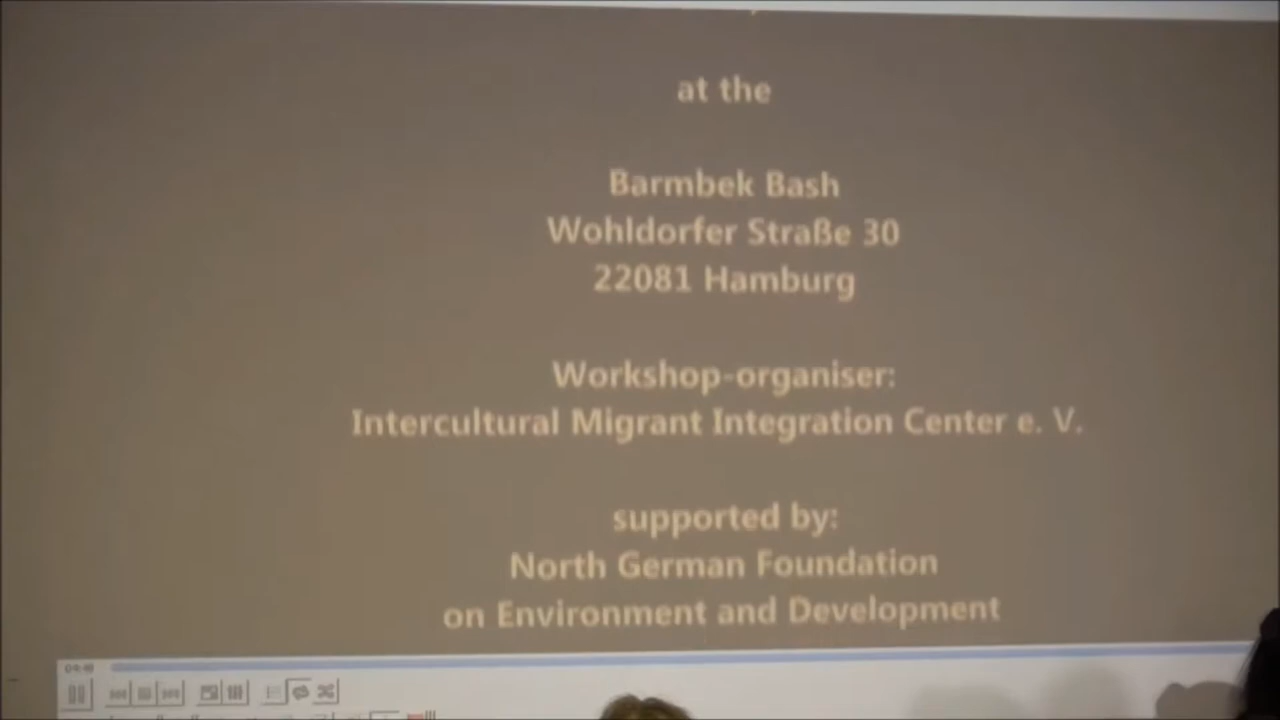 at the
Barmbek Bash
Wohldorfer Straße 30
22081 Hamburg
Workshop-organiser:
Intercultural Migrant Integration Center e. V.
supported by:
North German Foundation
on Environment and Development